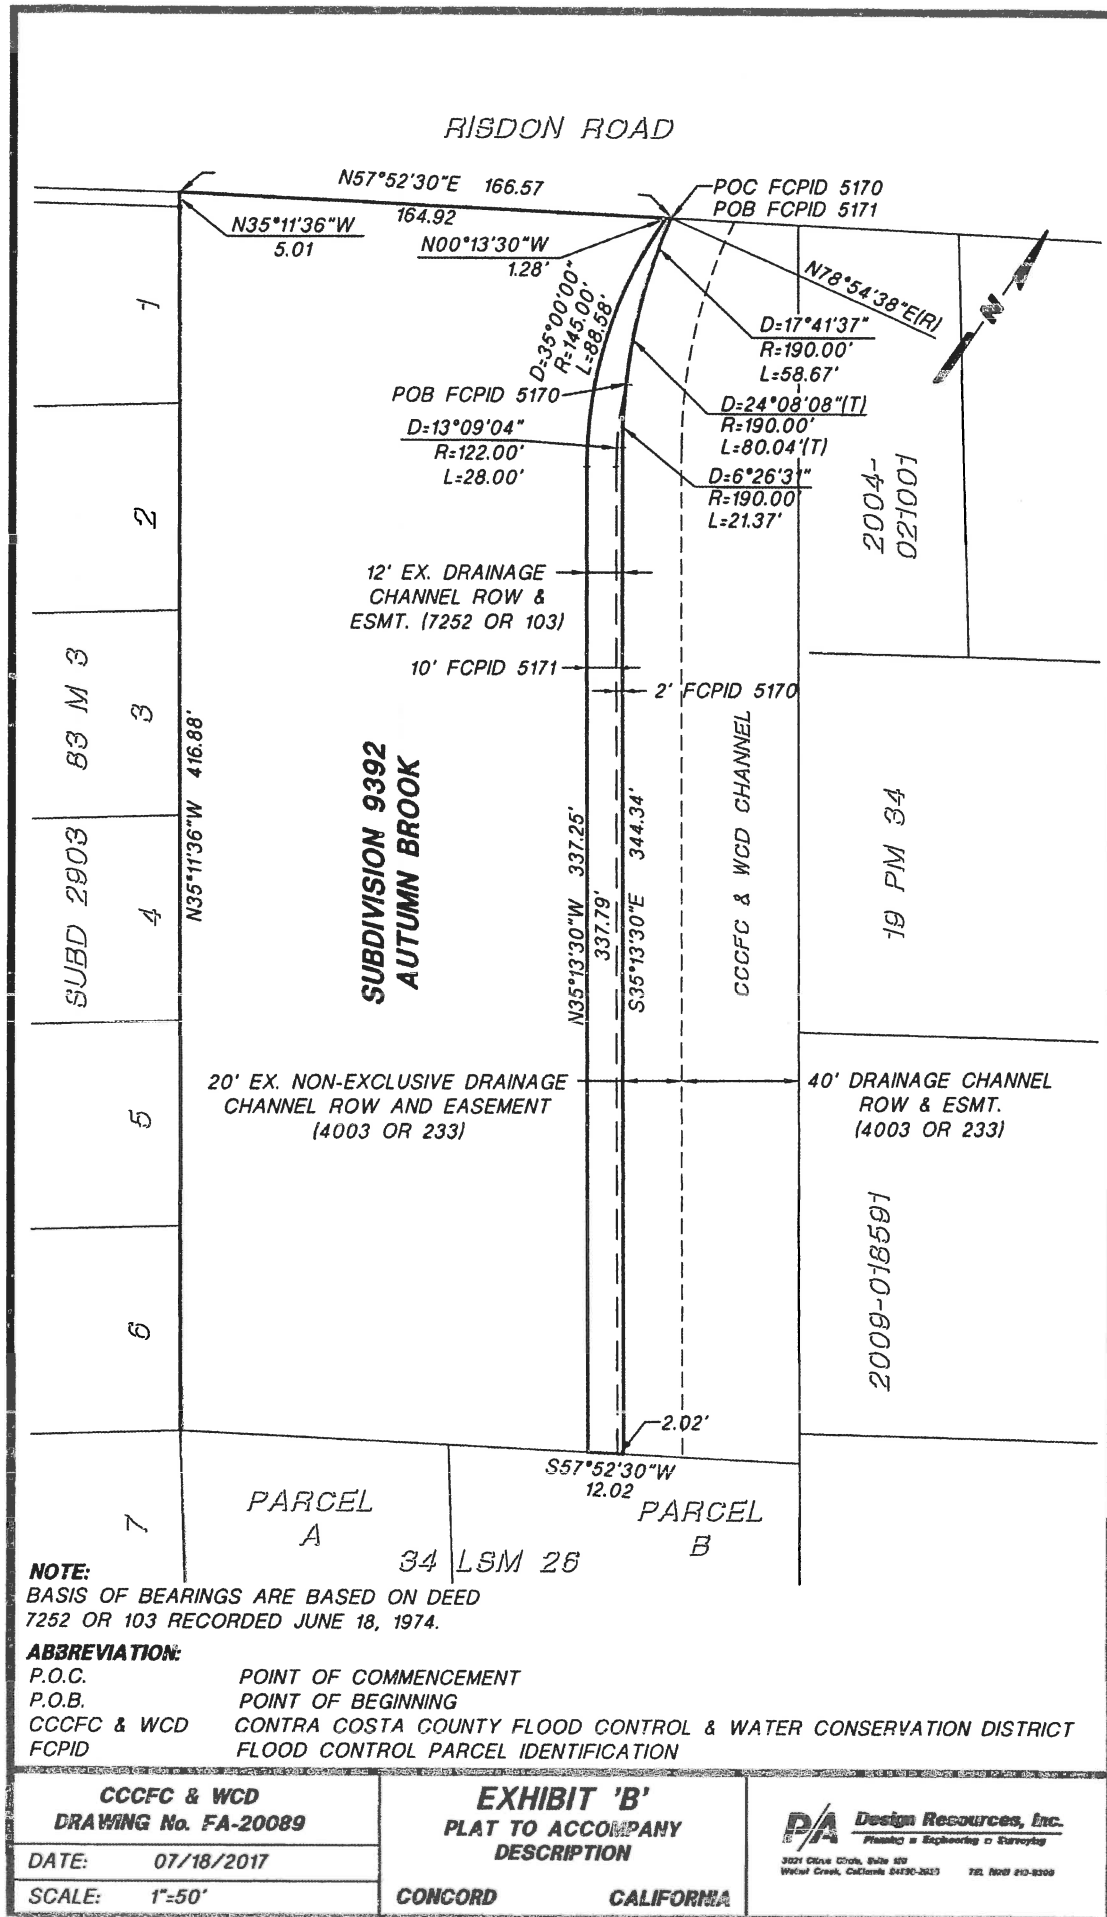 RISDON ROAD
N57°52'30"E 166.57
164.92
N35°11'36"W
5.01
N00°13'30"W
1.28'
POC FCPID 5170
POB FCPID 5171
N78°54'38"E(R)
N
D=35°00'00"
R=145.00'
L=88.58'
D=17°41'37"
R=190.00'
L=58.67'
POB FCPID 5170
D=24°08'08"(T)
R=190.00'
L=80.04'(T)
D=13°09'04"
R=122.00'
L=28.00'
D=6°26'31"
R=190.00'
L=21.37'
2004-
021001
1
2
3
4
5
6
7
SUBD 2903 83 M 3
N35°11'36"W 416.88'
12' EX. DRAINAGE
CHANNEL ROW &
ESMT. (7252 OR 103)
10' FCPID 5171
2' FCPID 5170
SUBDIVISION 9392
AUTUMN BROOK
N35°13'30"W 337.25'
337.79'
S35°13'30"E 344.34'
CCCFC & WCD CHANNEL
19 PM 34
20' EX. NON-EXCLUSIVE DRAINAGE
CHANNEL ROW AND EASEMENT
(4003 OR 233)
40' DRAINAGE CHANNEL
ROW & ESMT.
(4003 OR 233)
2009-018591
2.02'
S57°52'30"W
12.02
PARCEL
A
PARCEL
B
34 LSM 26
NOTE:
BASIS OF BEARINGS ARE BASED ON DEED
7252 OR 103 RECORDED JUNE 18, 1974.
ABBREVIATION:
P.O.C. POINT OF COMMENCEMENT
P.O.B. POINT OF BEGINNING
CCCFC & WCD CONTRA COSTA COUNTY FLOOD CONTROL & WATER CONSERVATION DISTRICT
FCPID FLOOD CONTROL PARCEL IDENTIFICATION
CCCFC & WCD
DRAWING No. FA-20089
DATE: 07/18/2017
SCALE: 1"=50'
EXHIBIT 'B'
PLAT TO ACCOMPANY
DESCRIPTION
CONCORD CALIFORNIA
P/A Design Resources, Inc.
Planning Engineering Surveying
3021 Citrus Circle, Suite 150
Walnut Creek, California